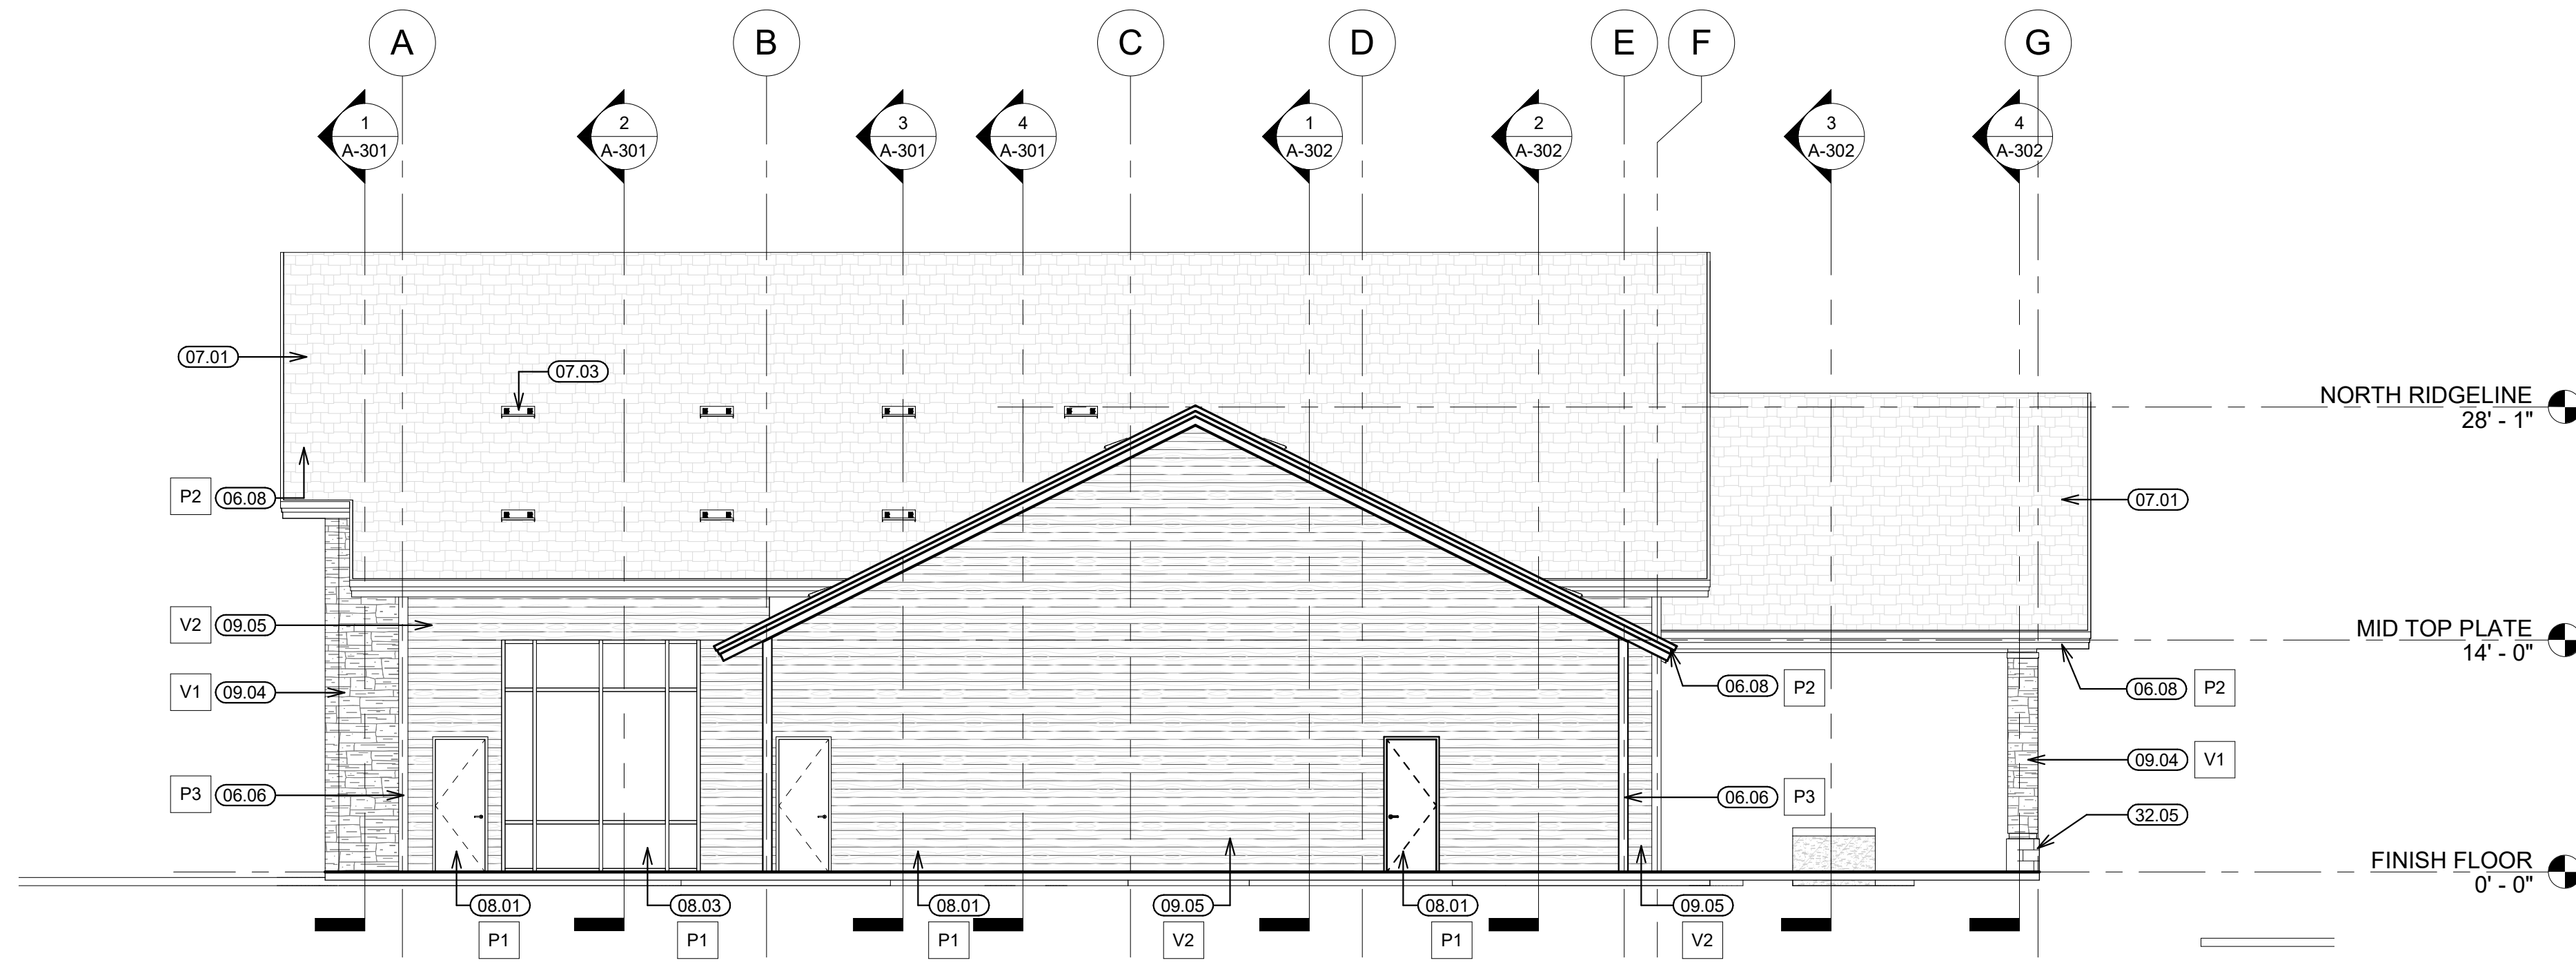 A B C D E F G
1 2 3 4 1 2 3 4
A-301 A-301 A-301 A-301 A-302 A-302 A-302 A-302
07.01
07.03
NORTH RIDGELINE
28' - 1"
P2 06.08
07.01
V2 09.05
MID TOP PLATE
14' - 0"
V1 09.04
06.08 P2
06.08 P2
09.04 V1
P3 06.06
06.06 P3
32.05
FINISH FLOOR
0' - 0"
08.01 08.03 08.01 09.05 08.01 09.05
P1 P1 P1 V2 P1 V2